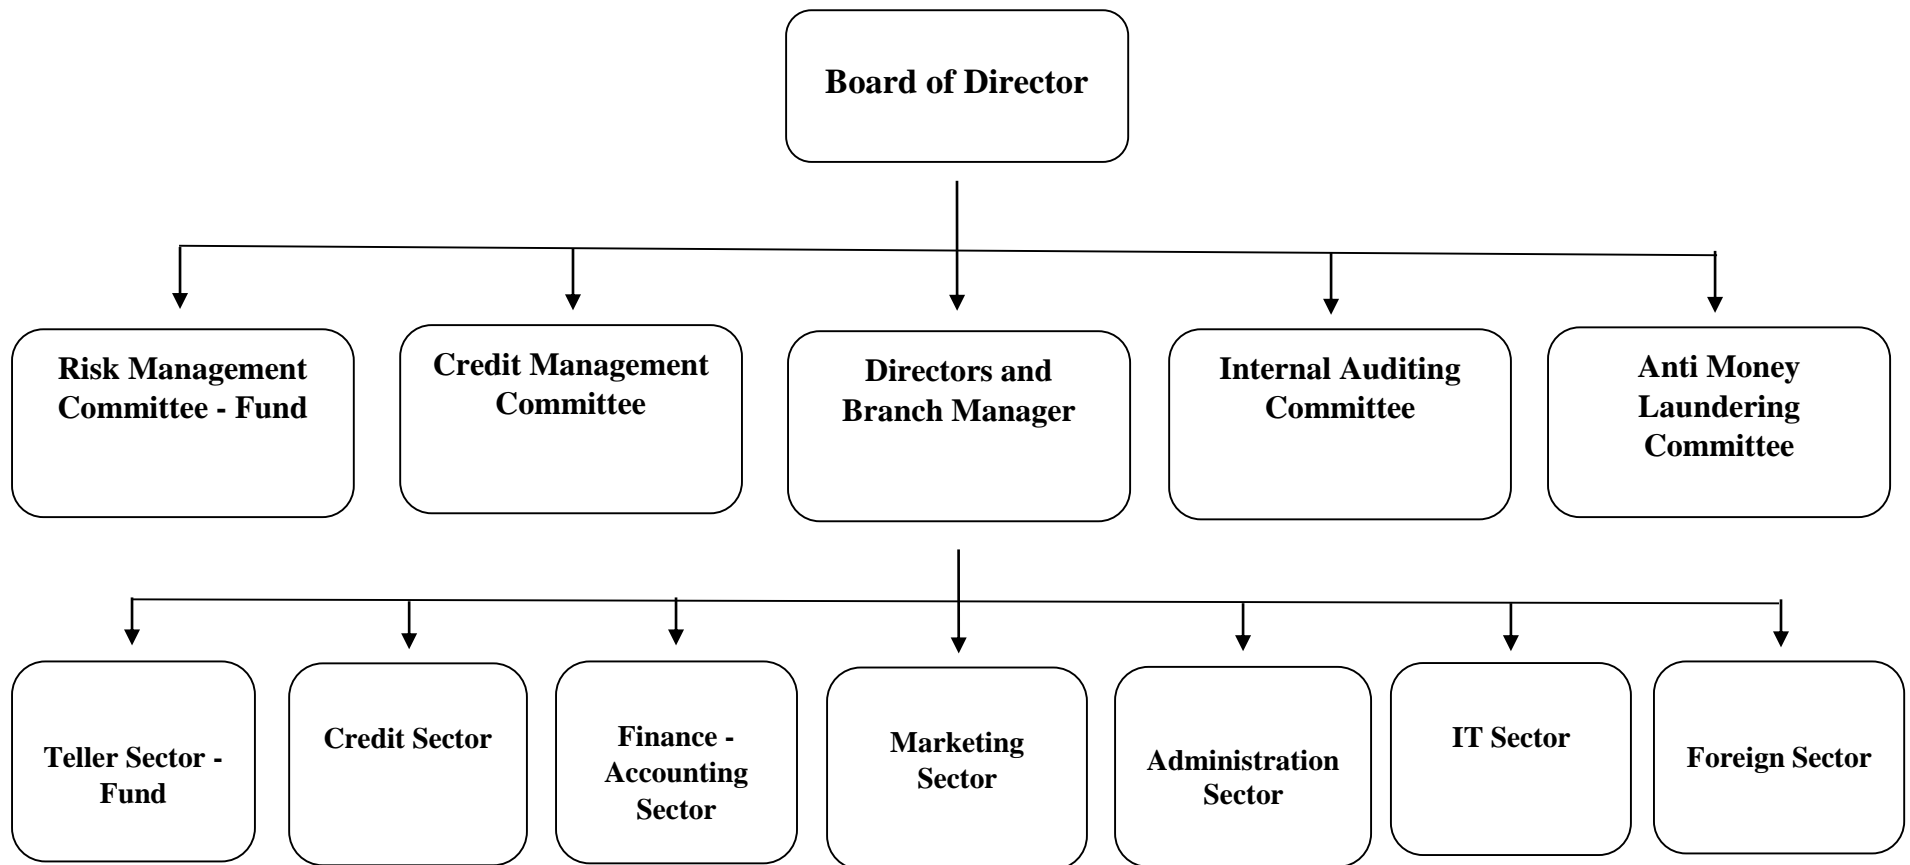 Board of Director
Risk Management
Committee - Fund
Credit Management
Committee
Directors and
Branch Manager
Internal Auditing
Committee
Anti Money
Laundering
Committee
Teller Sector -
Fund
Credit Sector
Finance -
Accounting
Sector
Marketing
Sector
Administration
Sector
IT Sector
Foreign Sector